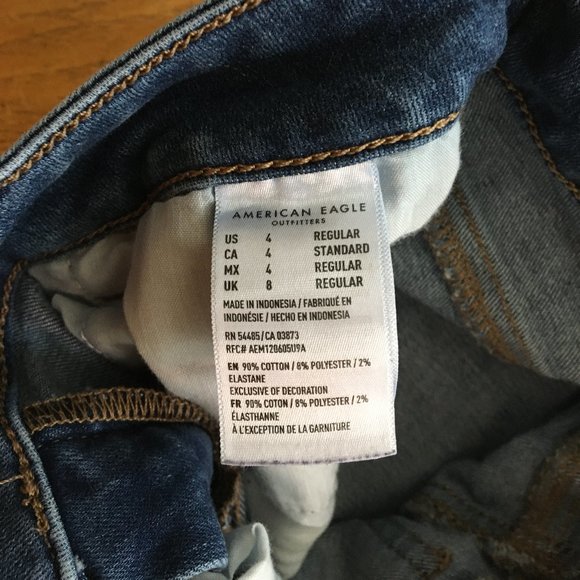 AMERICAN EAGLE
OUTFITTERS
US 4 REGULAR
CA 4 STANDARD
MX 4 REGULAR
UK 8 REGULAR
MADE IN INDONESIA / FABRIQUÉ EN
INDONÉSIE / HECHO EN INDONESIA
RN 54485/CA 03873
RFC# AEM120605U9A
EN 90% COTTON / 8% POLYESTER / 2%
ELASTANE
EXCLUSIVE OF DECORATION
FR 90% COTON / 8% POLYESTER / 2%
ÉLASTHANNE
À L'EXCEPTION DE LA GARNITURE